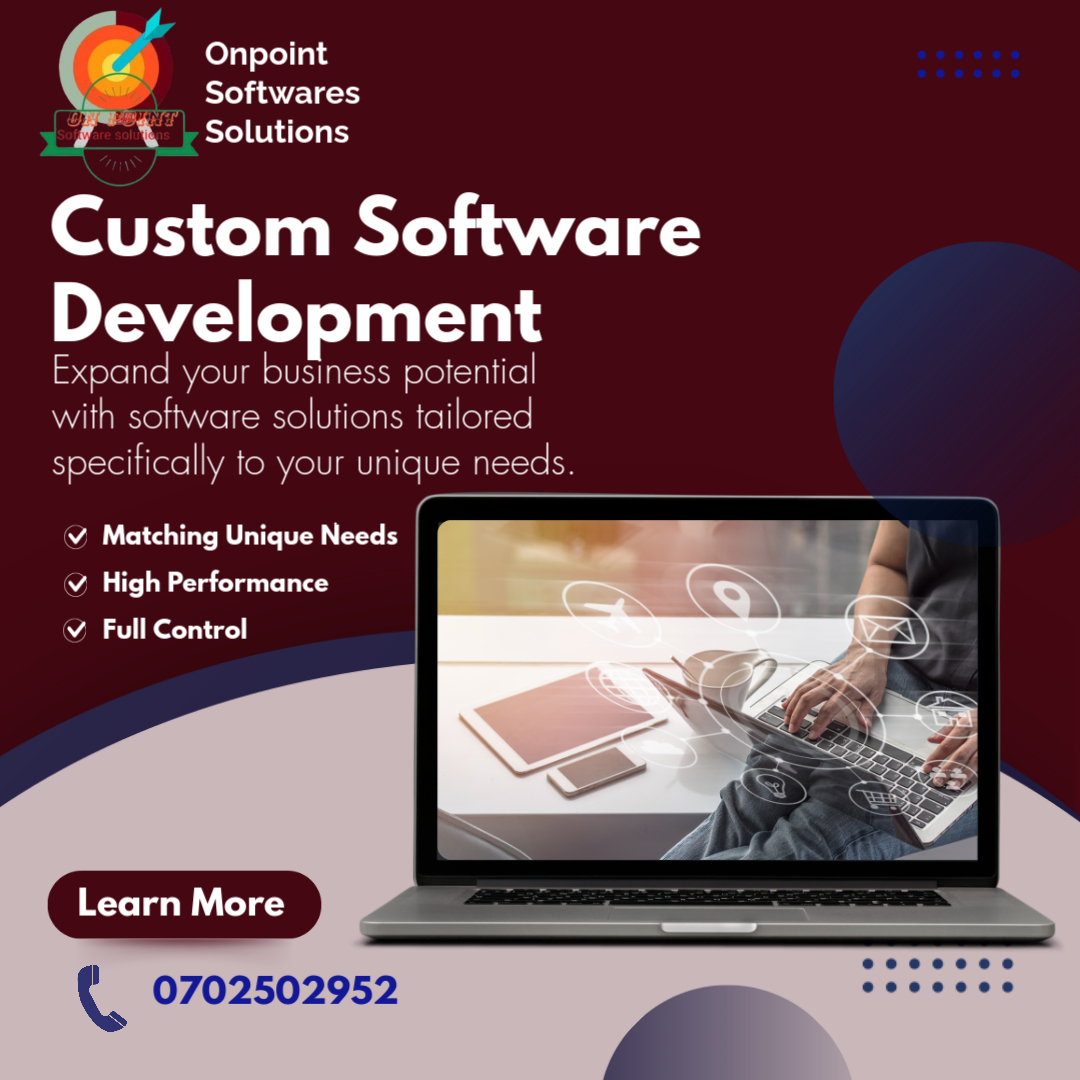 Onpoint
Softwares
Solutions
ON POINT
Software solutions
Custom Software
Development
Expand your business potential
with software solutions tailored
specifically to your unique needs.
Matching Unique Needs
High Performance
Full Control
Learn More
0702502952